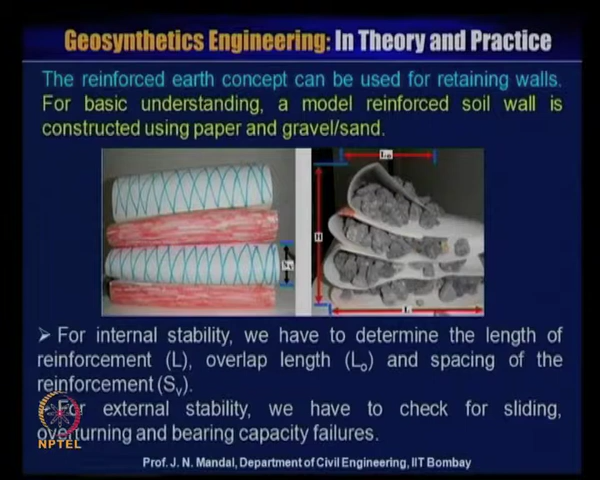 Geosynthetics Engineering: In Theory and Practice
The reinforced earth concept can be used for retaining walls.
For basic understanding, a model reinforced soil wall is
constructed using paper and gravel/sand.
Lo
H
Sv
L
➤ For internal stability, we have to determine the length of
reinforcement (L), overlap length (Lo) and spacing of the
reinforcement (Sv).
For external stability, we have to check for sliding,
overturning and bearing capacity failures.
NPTEL
Prof. J. N. Mandal, Department of Civil Engineering, IIT Bombay